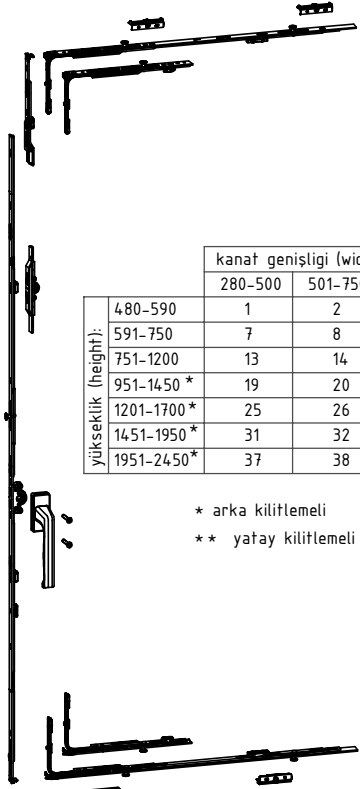 kanat genişligi (wid
280-500 501-750
yükseklik (height):
480-590 1 2
591-750 7 8
751-1200 13 14
951-1450 * 19 20
1201-1700 * 25 26
1451-1950 * 31 32
1951-2450* 37 38
* arka kilitlemeli
** yatay kilitlemeli